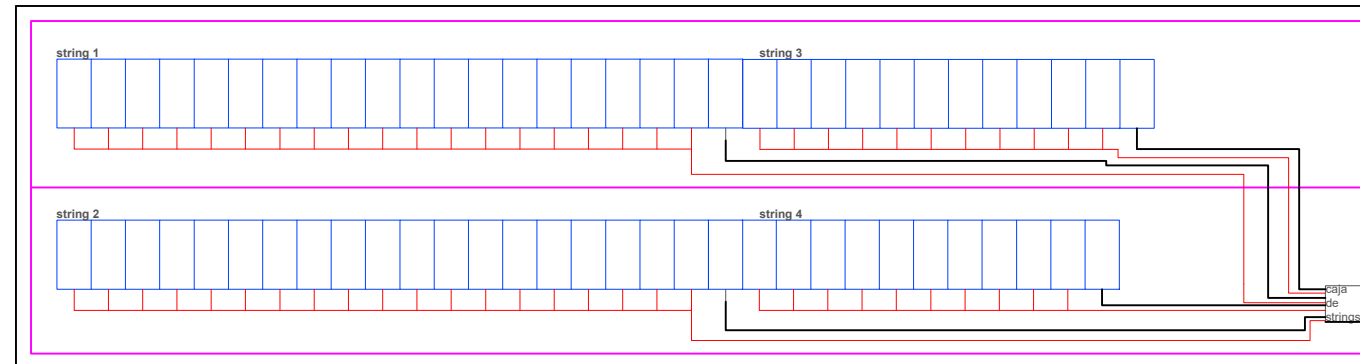 string 1
string 3
string 2
string 4
caja
de
strings